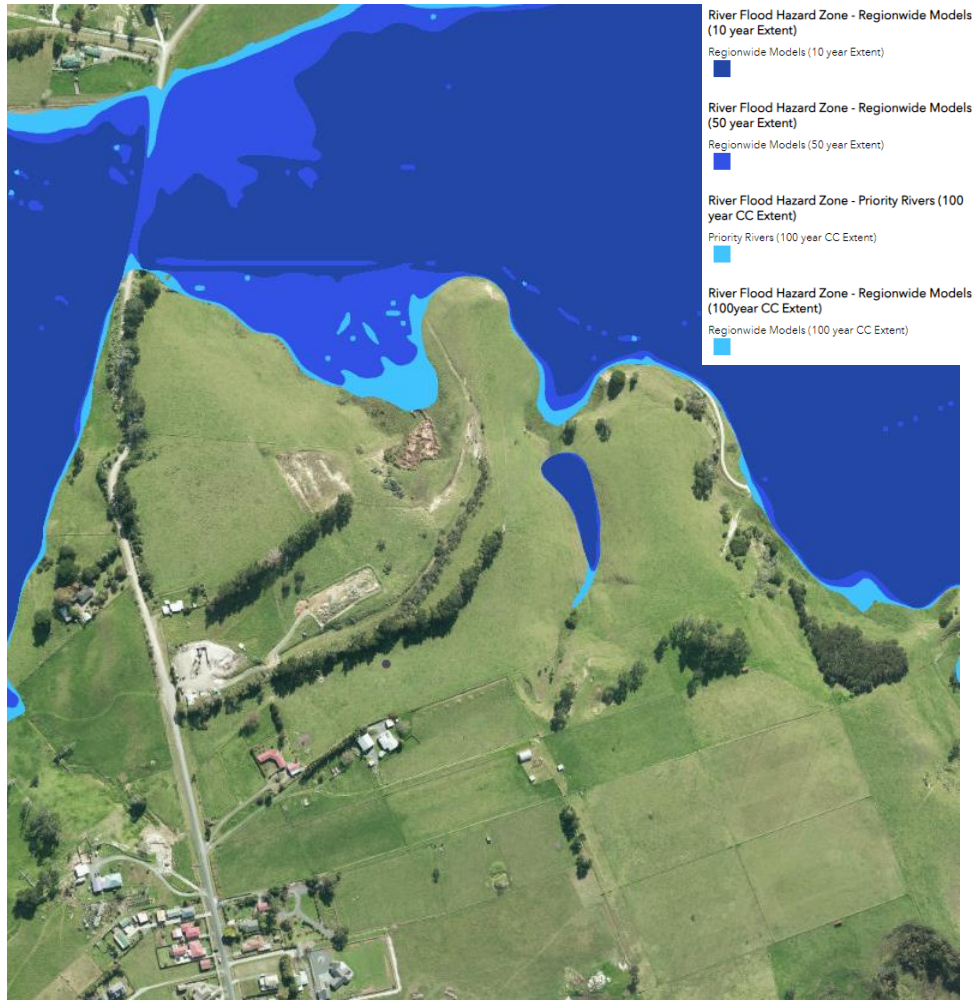 River Flood Hazard Zone - Regionwide Models
(10 year Extent)
Regionwide Models (10 year Extent)
River Flood Hazard Zone - Regionwide Models
(50 year Extent)
Regionwide Models (50 year Extent)
River Flood Hazard Zone - Priority Rivers (100
year CC Extent)
Priority Rivers (100 year CC Extent)
River Flood Hazard Zone - Regionwide Models
(100year CC Extent)
Regionwide Models (100 year CC Extent)